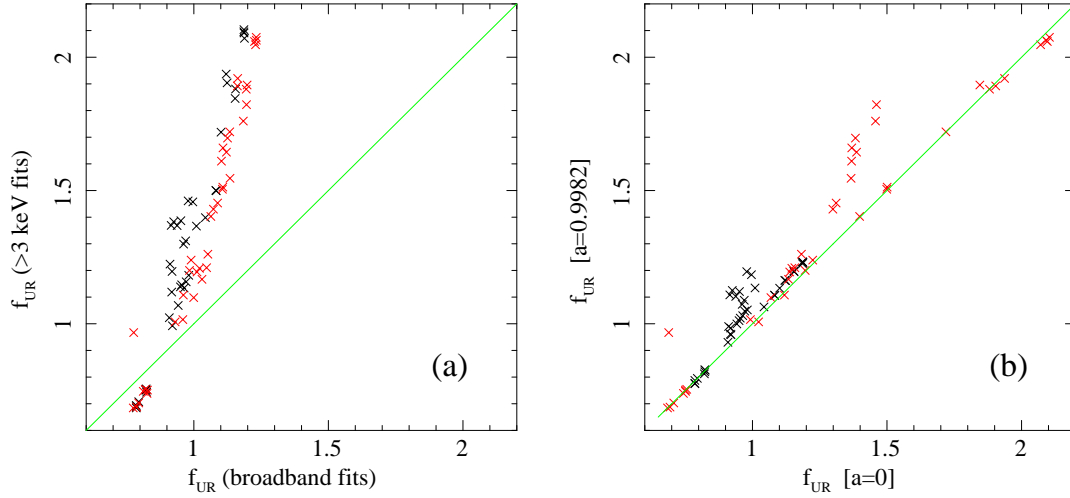 2
1.5
1
f_UR (>3 keV fits)
(a)
1
1.5
2
f_UR (broadband fits)
2
1.5
1
f_UR [a=0.9982]
(b)
1
1.5
2
f_UR [a=0]